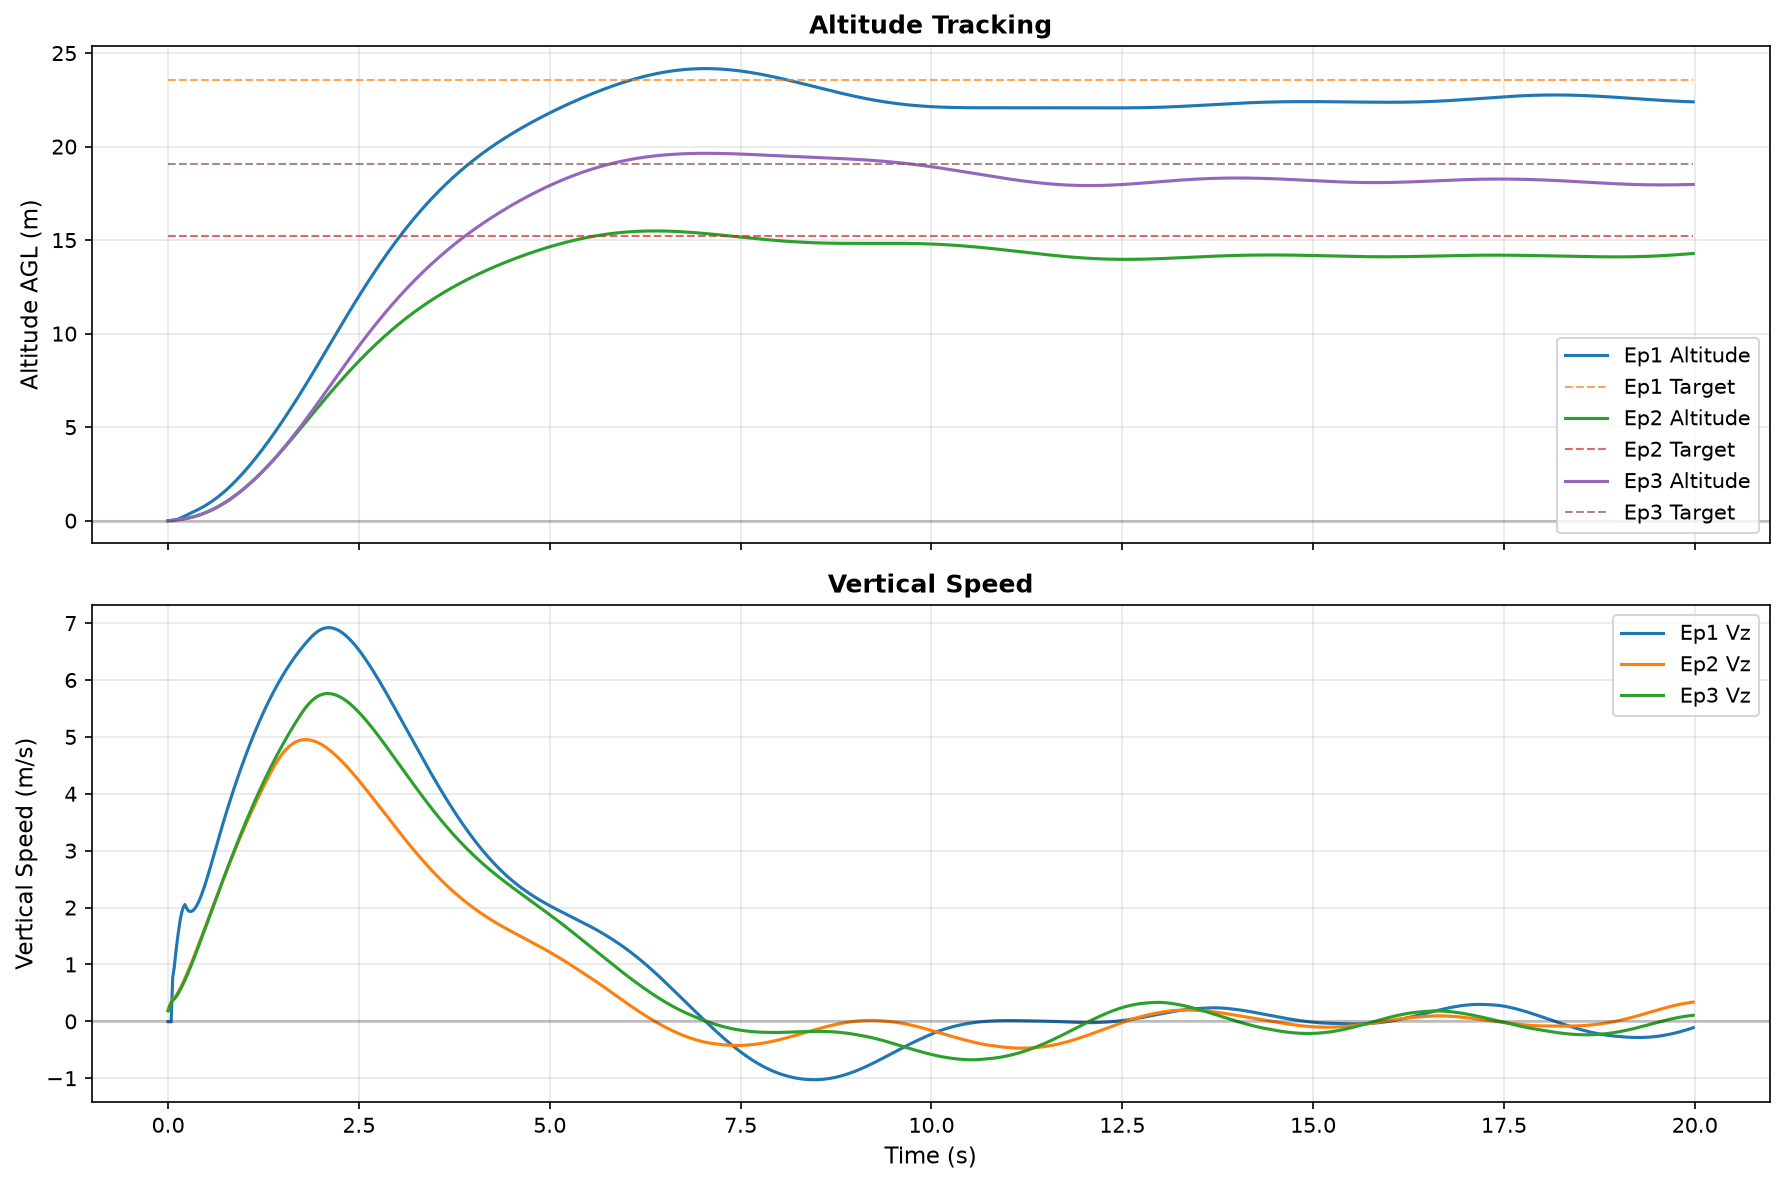 Altitude Tracking
Altitude AGL (m)
25
20
15
10
5
0
Ep1 Altitude
Ep1 Target
Ep2 Altitude
Ep2 Target
Ep3 Altitude
Ep3 Target
Vertical Speed
Vertical Speed (m/s)
7
6
5
4
3
2
1
0
−1
Ep1 Vz
Ep2 Vz
Ep3 Vz
0.0 2.5 5.0 7.5 10.0 12.5 15.0 17.5 20.0
Time (s)